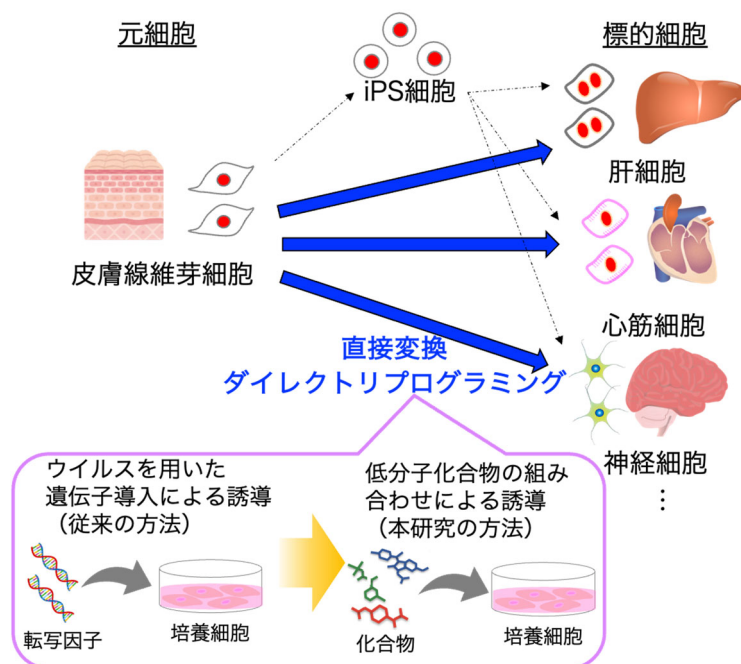 元細胞
iPS細胞
標的細胞
肝細胞
皮膚線維芽細胞
心筋細胞
直接変換
ダイレクトリプログラミング
神経細胞
⋮
ウイルスを用いた
遺伝子導入による誘導
（従来の方法）
低分子化合物の組み
合わせによる誘導
（本研究の方法）
転写因子
培養細胞
化合物
培養細胞